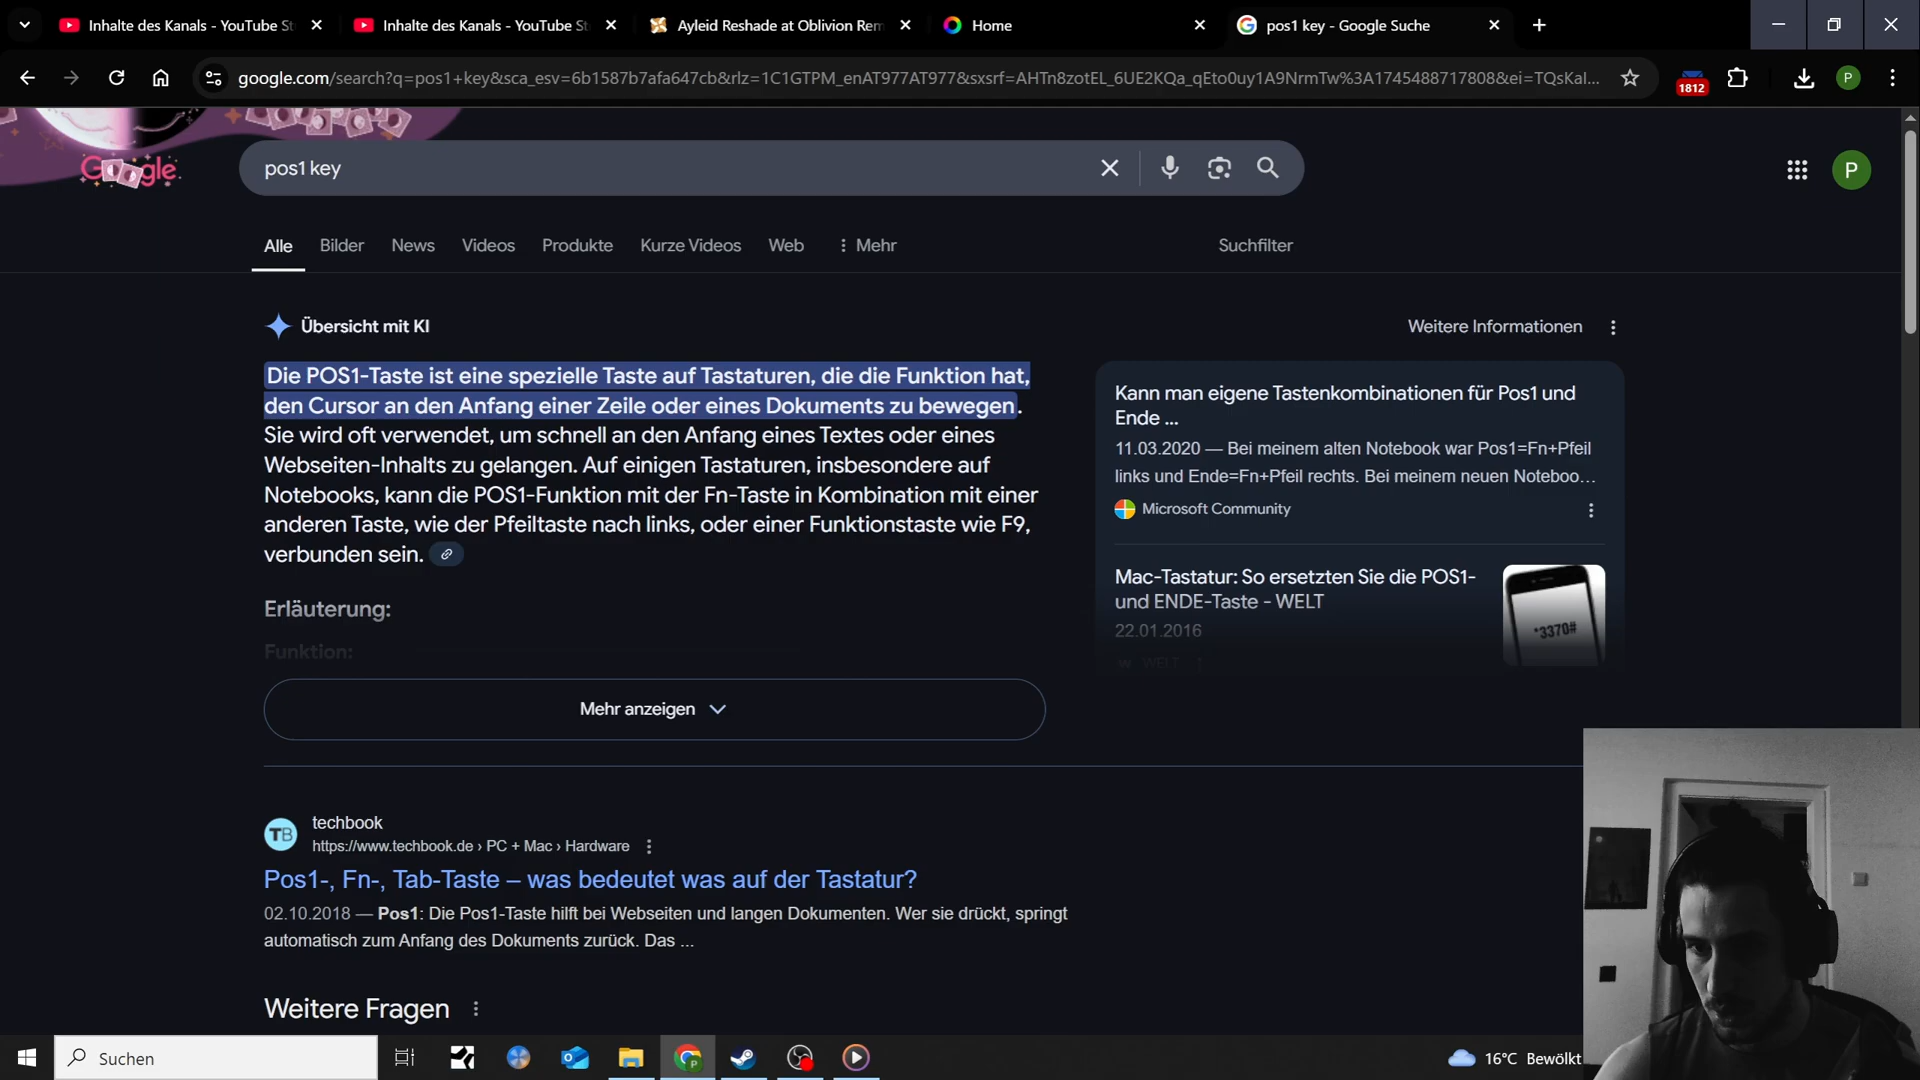 Inhalte des Kanals - YouTube St
Inhalte des Kanals - YouTube St
Ayleid Reshade at Oblivion Rem
Home
pos1 key - Google Suche
google.com/search?q=pos1+key&sca_esv=6b1587b7afa647cb&rlz=1C1GTPM_enAT977AT977&sxsrf=AHTn8zotEL_6UE2KQa_qEto0uy1A9NrmTw%3A1745488717808&ei=TQsKaI...
1812
P
Google
pos1 key
P
Alle
Bilder
News
Videos
Produkte
Kurze Videos
Web
Mehr
Suchfilter
Übersicht mit KI
Die POS1-Taste ist eine spezielle Taste auf Tastaturen, die die Funktion hat,
den Cursor an den Anfang einer Zeile oder eines Dokuments zu bewegen.
Sie wird oft verwendet, um schnell an den Anfang eines Textes oder eines
Webseiten-Inhalts zu gelangen. Auf einigen Tastaturen, insbesondere auf
Notebooks, kann die POS1-Funktion mit der Fn-Taste in Kombination mit einer
anderen Taste, wie der Pfeiltaste nach links, oder einer Funktionstaste wie F9,
verbunden sein.
Erläuterung:
Funktion:
Mehr anzeigen
Weitere Informationen
Kann man eigene Tastenkombinationen für Pos1 und
Ende ...
11.03.2020 — Bei meinem alten Notebook war Pos1=Fn+Pfeil
links und Ende=Fn+Pfeil rechts. Bei meinem neuen Noteboo...
Microsoft Community
Mac-Tastatur: So ersetzten Sie die POS1-
und ENDE-Taste - WELT
22.01.2016
WELT
*3370#
TB
techbook
https://www.techbook.de › PC + Mac › Hardware
Pos1-, Fn-, Tab-Taste – was bedeutet was auf der Tastatur?
02.10.2018 — Pos1: Die Pos1-Taste hilft bei Webseiten und langen Dokumenten. Wer sie drückt, springt
automatisch zum Anfang des Dokuments zurück. Das ...
Weitere Fragen
Suchen
16°C Bewölkt